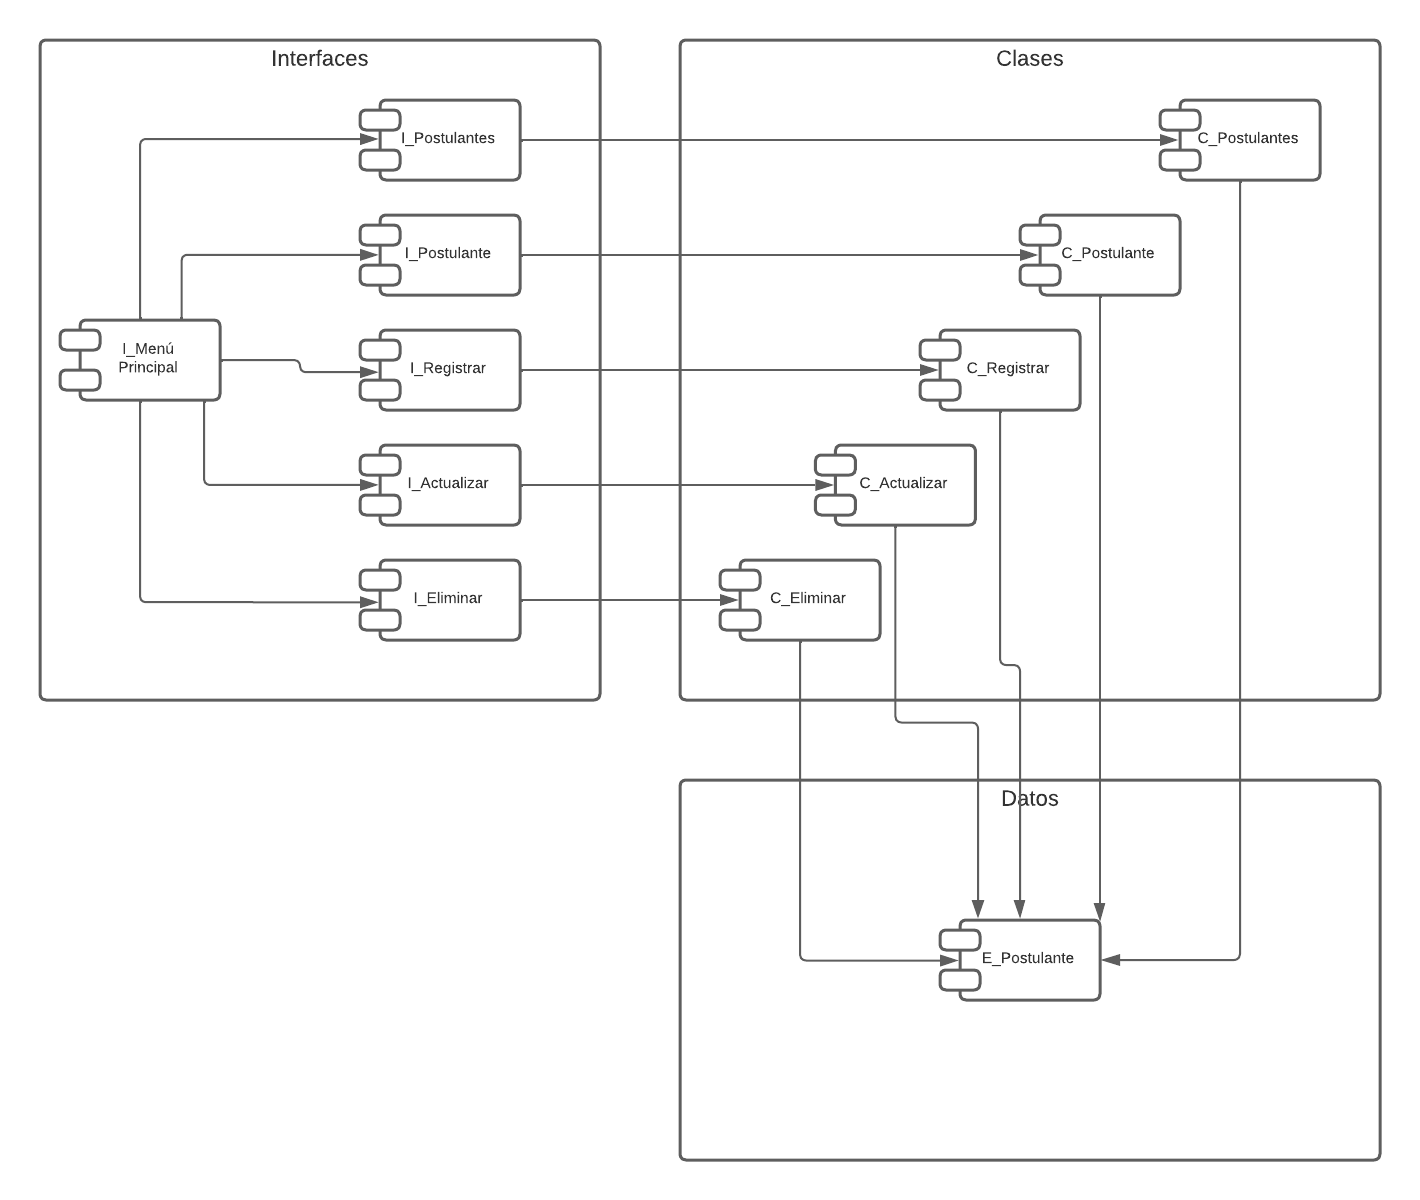 Interfaces
I_Postulantes
I_Postulante
I_Menú
Principal
I_Registrar
I_Actualizar
I_Eliminar
Clases
C_Postulantes
C_Postulante
C_Registrar
C_Actualizar
C_Eliminar
Datos
E_Postulante